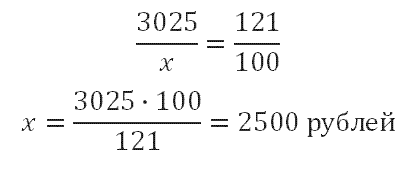 3025/x = 121/100
x = 3025 · 100/121 = 2500 рублей